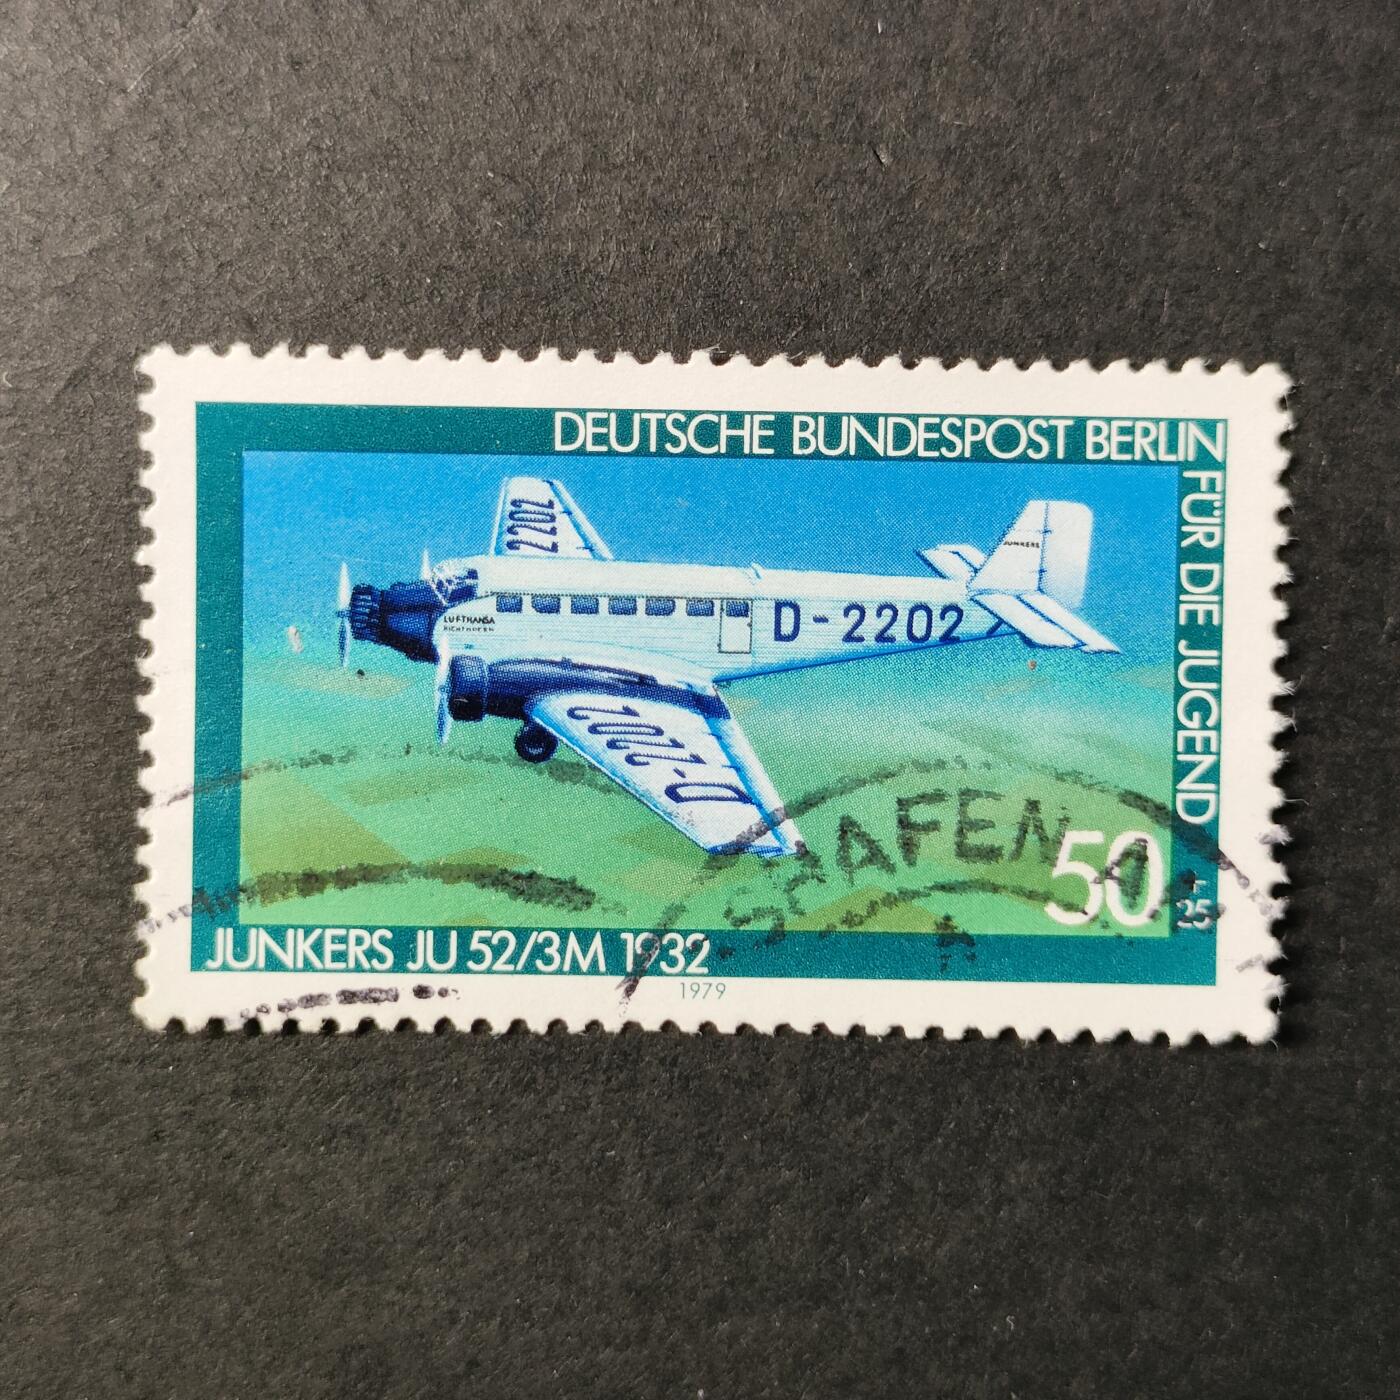 DEUTSCHE BUNDESPOST BERLIN
FÜR DIE JUGEND
2202
JUNKERS
LUFTHANSA
RICHTHOFEN
D-2202
D-2202
50
+
25
JUNKERS JU 52/3M 1932
1979